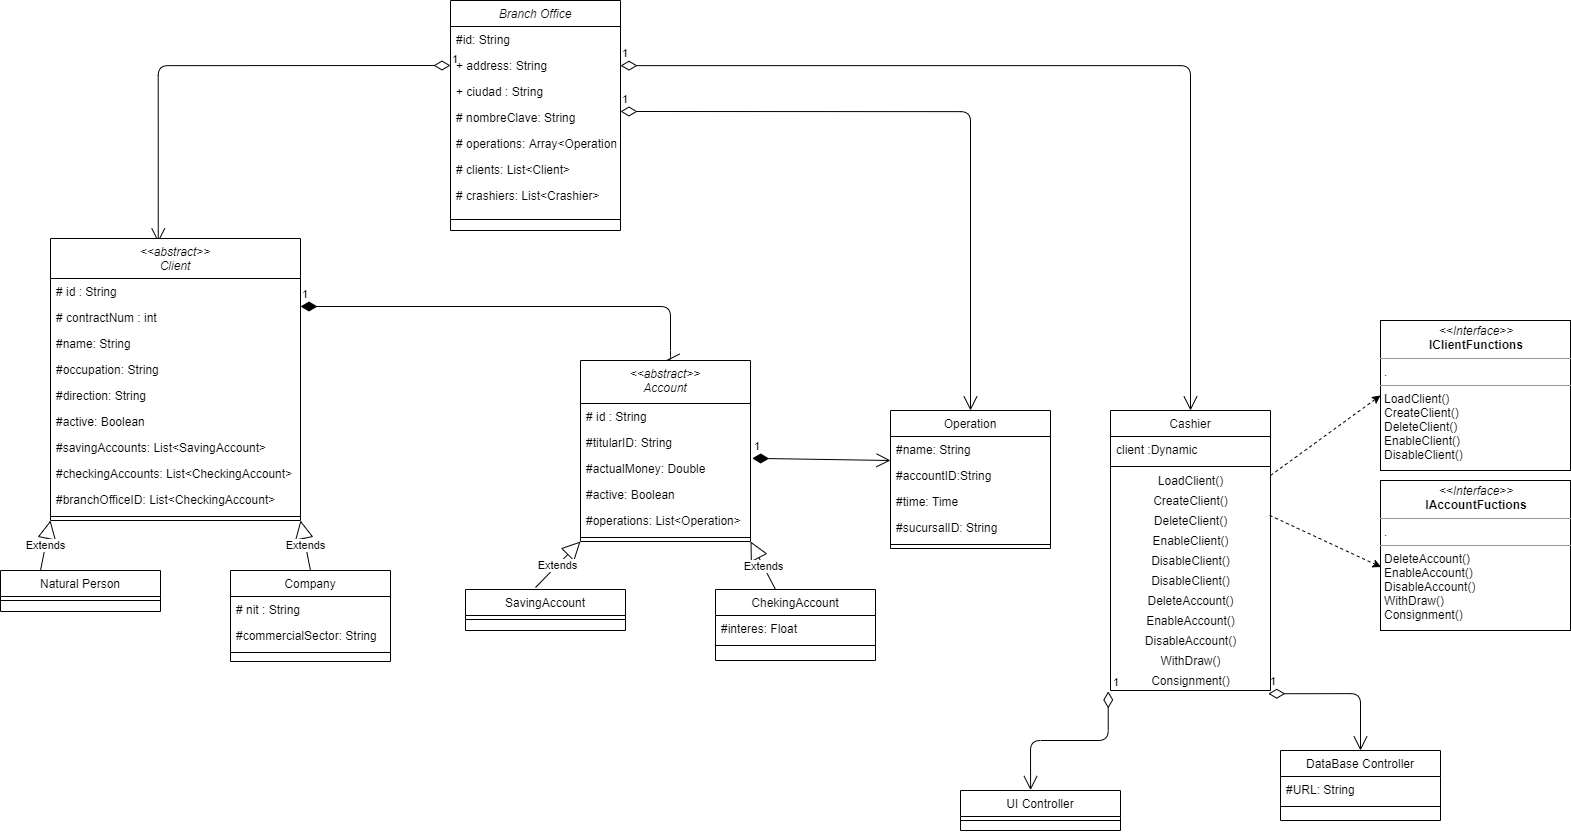 Branch Office
#id: String
+ address: String
+ ciudad : String
# nombreClave: String
# operations: Array<Operation
# clients: List<Client>
# crashiers: List<Crashier>
1
1
1
<<abstract>>
Client
# id : String
# contractNum : int
#name: String
#occupation: String
#direction: String
#active: Boolean
#savingAccounts: List<SavingAccount>
#checkingAccounts: List<CheckingAccount>
#branchOfficeID: List<CheckingAccount>
1
Extends
Extends
Natural Person
Company
# nit : String
#commercialSector: String
<<abstract>>
Account
# id : String
#titularID: String
#actualMoney: Double
#active: Boolean
#operations: List<Operation>
1
Extends
Extends
SavingAccount
ChekingAccount
#interes: Float
Operation
#name: String
#accountID:String
#time: Time
#sucursalID: String
Cashier
client :Dynamic
LoadClient()
CreateClient()
DeleteClient()
EnableClient()
DisableClient()
DisableClient()
DeleteAccount()
EnableAccount()
DisableAccount()
WithDraw()
Consignment()
1
1
<<Interface>>
IClientFunctions
.
LoadClient()
CreateClient()
DeleteClient()
EnableClient()
DisableClient()
<<Interface>>
IAccountFuctions
.
DeleteAccount()
EnableAccount()
DisableAccount()
WithDraw()
Consignment()
UI Controller
DataBase Controller
#URL: String